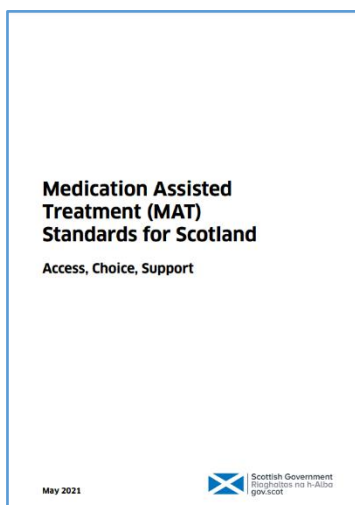 Medication Assisted
Treatment (MAT)
Standards for Scotland
Access, Choice, Support
May 2021
Scottish Government
Riaghaltas na h-Alba
gov.scot